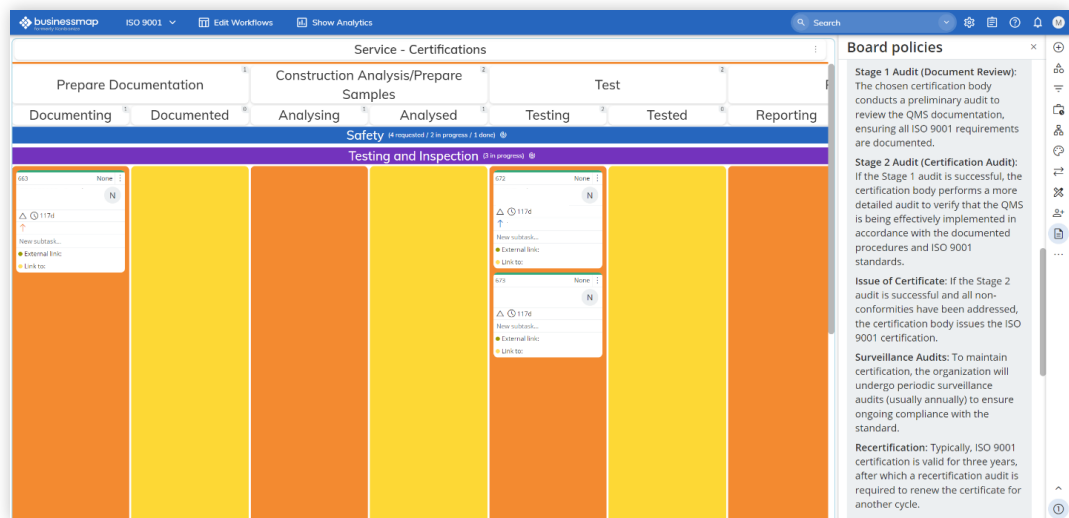 businessmap
formerly Kanbanize
ISO 9001
Edit Workflows
Show Analytics
Search
M
Service - Certifications
Prepare Documentation
1
Construction Analysis/Prepare
Samples
2
Test
2
Documenting
1
Documented
0
Analysing
1
Analysed
1
Testing
2
Tested
0
Reporting
Safety (4 requested / 2 in progress / 1 done)
Testing and Inspection (3 in progress)
663
None
N
117d
New subtask...
External link:
Link to:
672
None
N
117d
New subtask...
External link:
Link to:
673
None
N
117d
New subtask...
External link:
Link to:
Board policies
Stage 1 Audit (Document Review):
The chosen certification body
conducts a preliminary audit to
review the QMS documentation,
ensuring all ISO 9001 requirements
are documented.
Stage 2 Audit (Certification Audit):
If the Stage 1 audit is successful, the
certification body performs a more
detailed audit to verify that the QMS
is being effectively implemented in
accordance with the documented
procedures and ISO 9001
standards.
Issue of Certificate: If the Stage 2
audit is successful and all non-
conformities have been addressed,
the certification body issues the ISO
9001 certification.
Surveillance Audits: To maintain
certification, the organization will
undergo periodic surveillance
audits (usually annually) to ensure
ongoing compliance with the
standard.
Recertification: Typically, ISO 9001
certification is valid for three years,
after which a recertification audit is
required to renew the certificate for
another cycle.